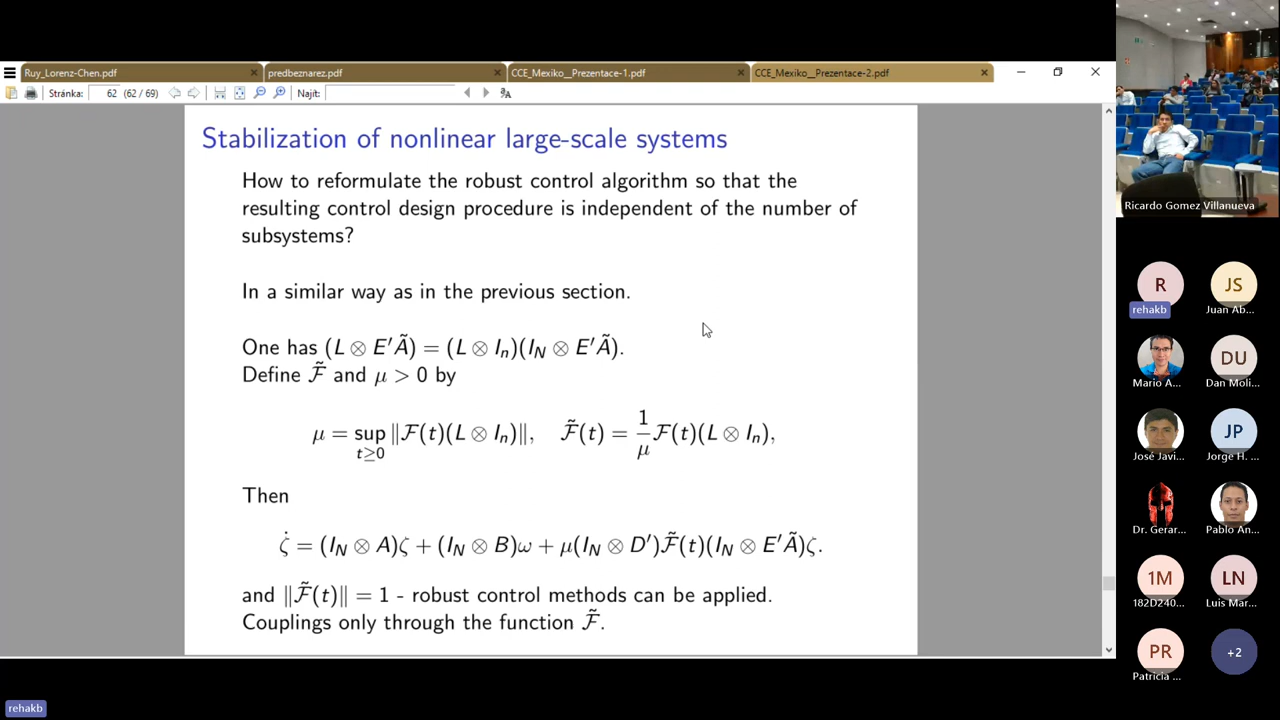 Ruy_Lorenz-Chen.pdf
predbeznarez.pdf
CCE_Mexiko__Prezentace-1.pdf
CCE_Mexiko__Prezentace-2.pdf
Stránka: 62 (62 / 69)
Najít:
Stabilization of nonlinear large-scale systems
How to reformulate the robust control algorithm so that the
resulting control design procedure is independent of the number of
subsystems?
In a similar way as in the previous section.
One has (L ⊗ E′Ã) = (L ⊗ Iₙ)(I_N ⊗ E′Ã).
Define F̃ and μ > 0 by
μ = sup_{t≥0} ‖F(t)(L ⊗ Iₙ)‖, F̃(t) = 1/μ F(t)(L ⊗ Iₙ),
Then
ζ̇ = (I_N ⊗ A)ζ + (I_N ⊗ B)ω + μ(I_N ⊗ D′)F̃(t)(I_N ⊗ E′Ã)ζ.
and ‖F̃(t)‖ = 1 - robust control methods can be applied.
Couplings only through the function F̃.
Ricardo Gomez Villanueva
R
rehakb
JS
Juan Ab...
Mario A...
DU
Dan Moli...
José Javi...
JP
Jorge H. ...
Dr. Gerar...
Pablo An...
1M
182D240...
LN
Luis Mar...
PR
Patricia ...
+2
rehakb